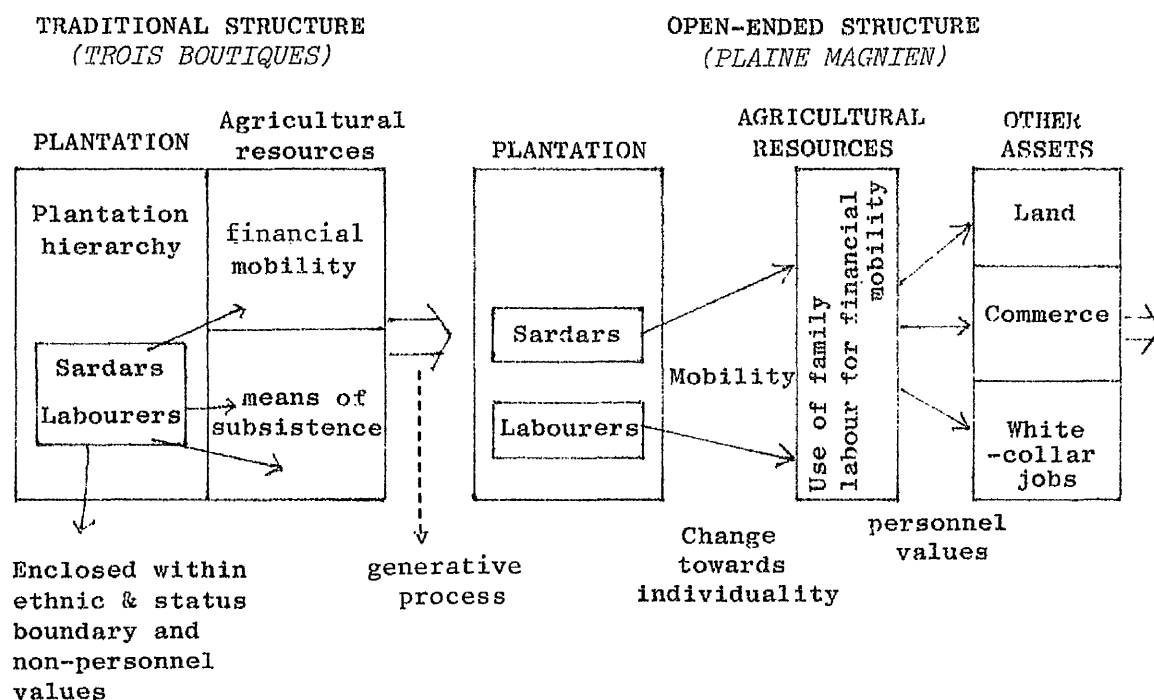 TRADITIONAL STRUCTURE
(TROIS BOUTIQUES)
PLANTATION
Agricultural
resources
Plantation
hierarchy
financial
mobility
Sardars
Labourers
means of
subsistence
Enclosed within
ethnic & status
boundary and
non-personnel
values
generative
process
OPEN-ENDED STRUCTURE
(PLAINE MAGNIEN)
PLANTATION
AGRICULTURAL
RESOURCES
OTHER
ASSETS
Sardars
Labourers
Mobility
Change
towards
individuality
Use of family
labour for financial
mobility
personnel
values
Land
Commerce
White
-collar
jobs